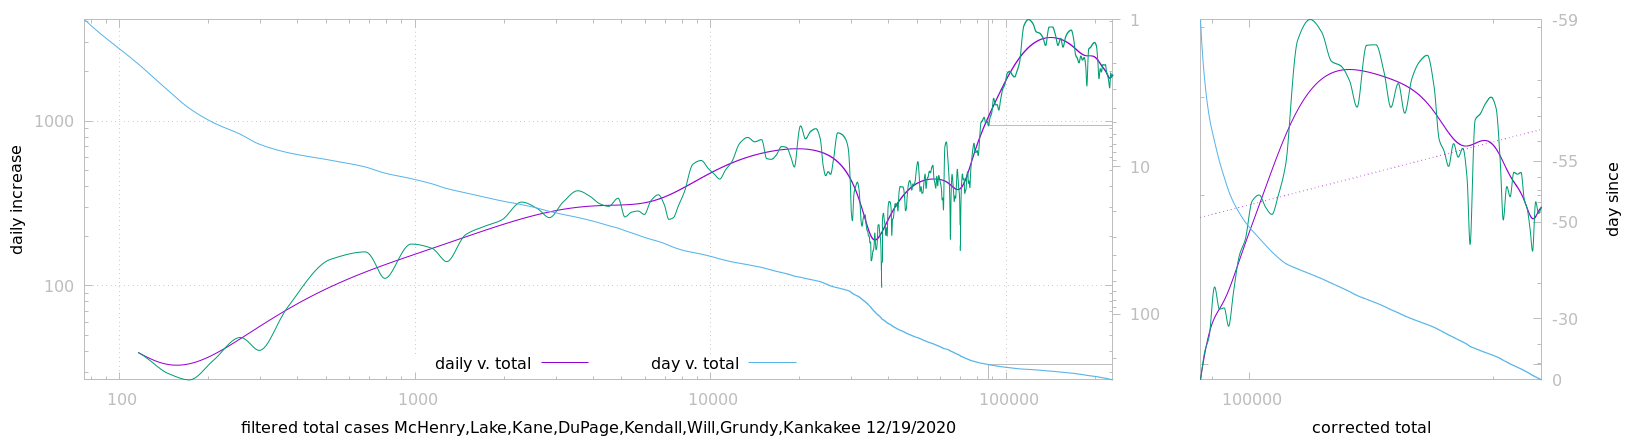 1000
100
daily increase
100
1000
10000
100000
filtered total cases McHenry,Lake,Kane,DuPage,Kendall,Will,Grundy,Kankakee 12/19/2020
daily v. total
day v. total
1
10
100
-59
-55
-50
-30
0
day since
100000
corrected total